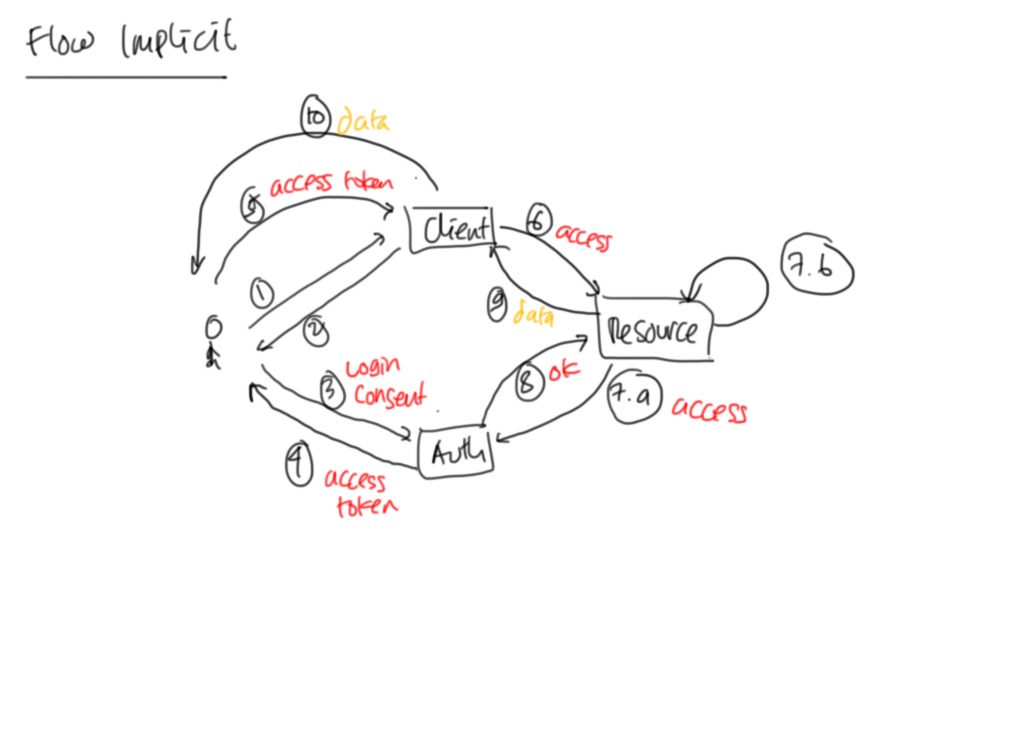 Flow Implicit
10 data
5 access token
Client
6 access
7.b
1
9 data
Resource
2
Login
3 Consent
8 ok
7.a access
Auth
4 access
token